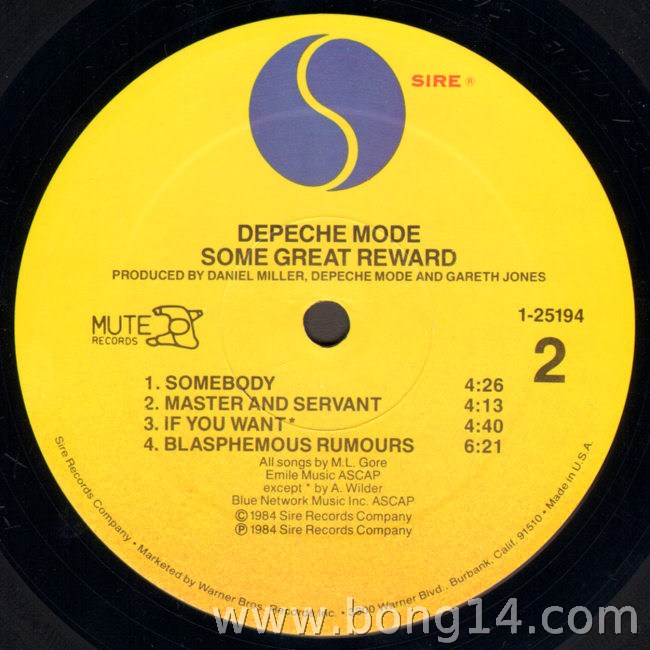 SIRE ®
DEPECHE MODE
SOME GREAT REWARD
PRODUCED BY DANIEL MILLER, DEPECHE MODE AND GARETH JONES
MUTE
RECORDS
1-25194
2
1. SOMEBODY 4:26
2. MASTER AND SERVANT 4:13
3. IF YOU WANT* 4:40
4. BLASPHEMOUS RUMOURS 6:21
All songs by M.L. Gore
Emile Music ASCAP
except * by A. Wilder
Blue Network Music Inc. ASCAP
© 1984 Sire Records Company
℗ 1984 Sire Records Company
Sire Records Company • Marketed by Warner Bros. Records Inc. • 3300 Warner Blvd., Burbank, Calif. 91510 • Made in U.S.A.
www.bong14.com